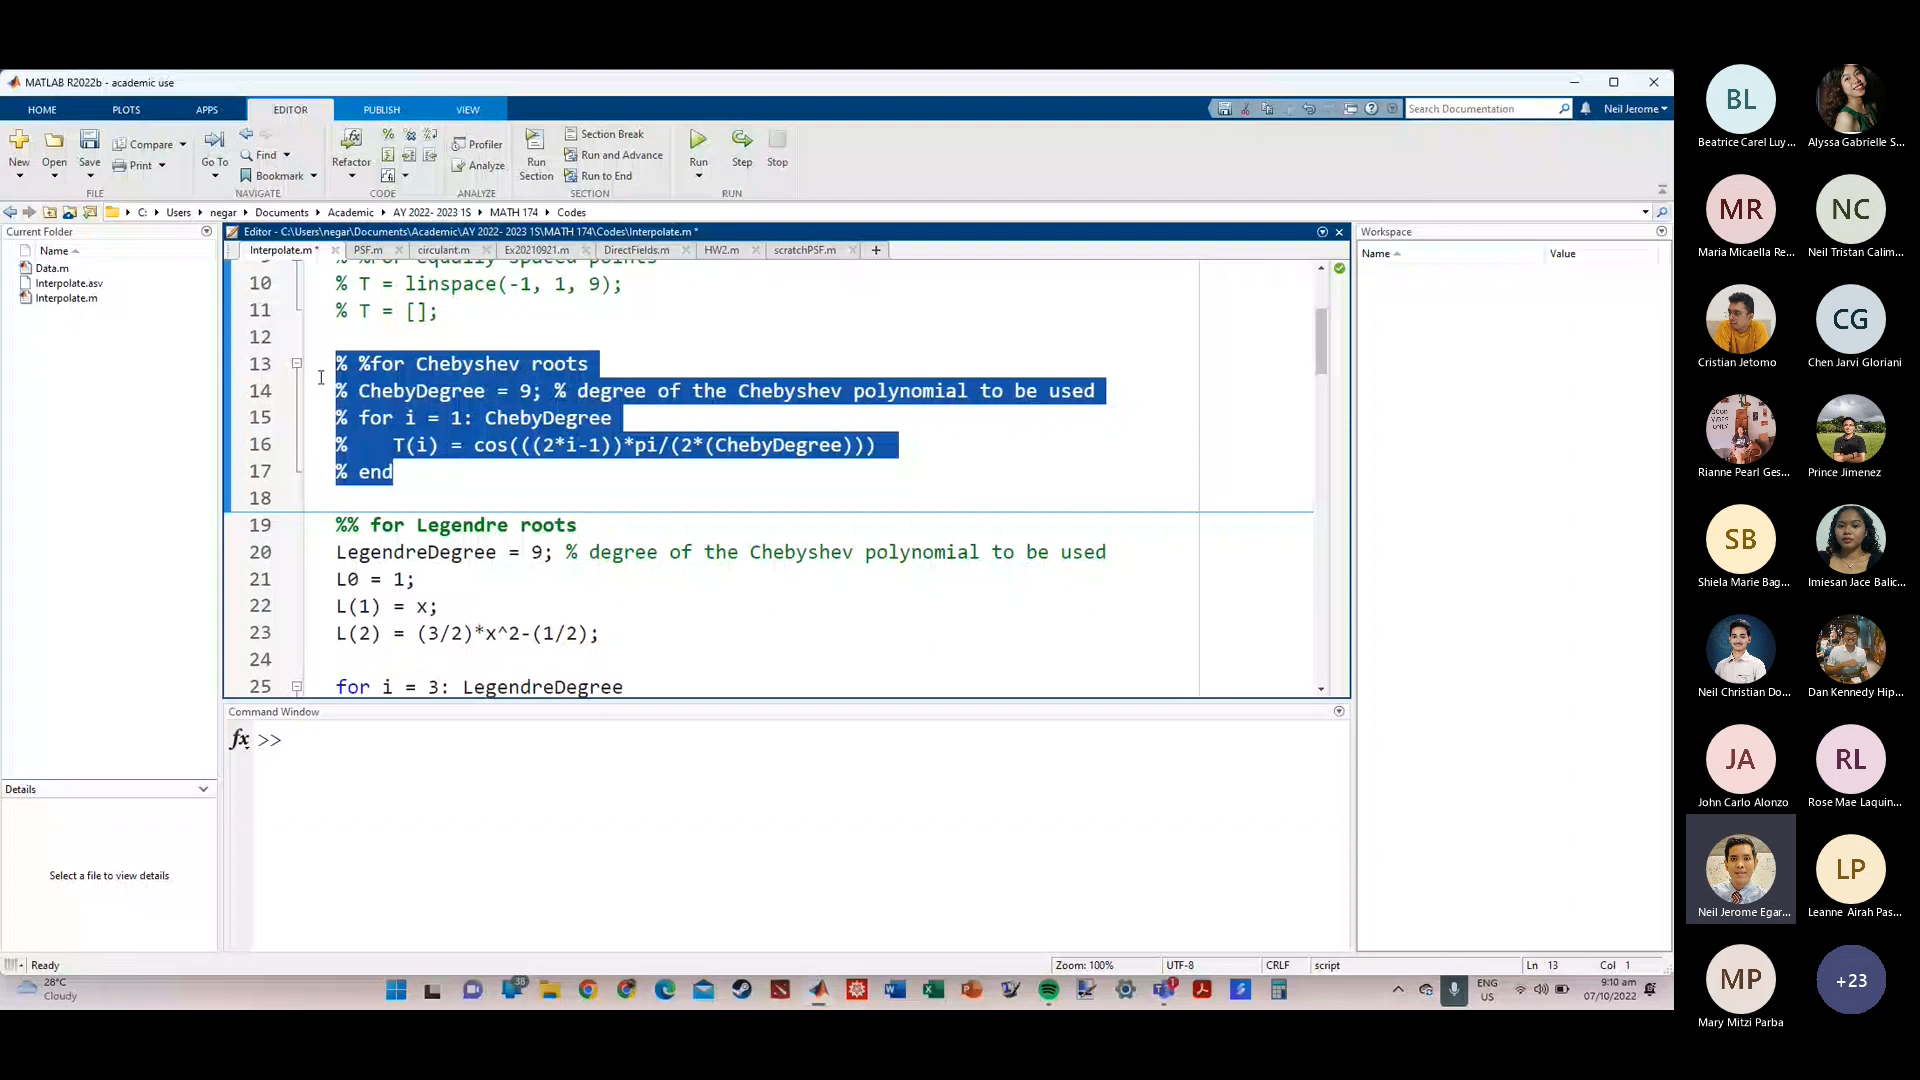 MATLAB R2022b - academic use
HOME PLOTS APPS EDITOR PUBLISH VIEW
Search Documentation Neil Jerome
New Open Save Compare Print
FILE
Go To Find Bookmark
NAVIGATE
Refactor
CODE
Profiler Analyze
ANALYZE
Run Section Section Break Run and Advance Run to End
SECTION
Run Step Stop
RUN
C: Users negar Documents Academic AY 2022- 2023 1S MATH 174 Codes
Current Folder
Name
Data.m
Interpolate.asv
Interpolate.m
Details
Select a file to view details
Editor - C:\Users\negar\Documents\Academic\AY 2022- 2023 1S\MATH 174\Codes\Interpolate.m *
Interpolate.m * PSF.m circulant.m Ex20210921.m DirectFields.m HW2.m scratchPSF.m +
% %for equally spaced points
10 % T = linspace(-1, 1, 9);
11 % T = [];
12
13 % %for Chebyshev roots
14 % ChebyDegree = 9; % degree of the Chebyshev polynomial to be used
15 % for i = 1: ChebyDegree
16 % T(i) = cos(((2*i-1))*pi/(2*(ChebyDegree)))
17 % end
18
19 %% for Legendre roots
20 LegendreDegree = 9; % degree of the Chebyshev polynomial to be used
21 L0 = 1;
22 L(1) = x;
23 L(2) = (3/2)*x^2-(1/2);
24
25 for i = 3: LegendreDegree
Command Window
fx >>
Workspace
Name Value
Ready
Zoom: 100% UTF-8 CRLF script Ln 13 Col 1
28°C
Cloudy
38
ENG
US
9:10 am
07/10/2022
BL
Beatrice Carel Luy...
Alyssa Gabrielle S...
MR
Maria Micaella Re...
NC
Neil Tristan Calim...
Cristian Jetomo
CG
Chen Jarvi Gloriani
Rianne Pearl Ges...
Prince Jimenez
SB
Shiela Marie Bag...
Imiesan Jace Balic...
Neil Christian Do...
Dan Kennedy Hip...
JA
John Carlo Alonzo
RL
Rose Mae Laquin...
Neil Jerome Egar...
LP
Leanne Airah Pas...
MP
Mary Mitzi Parba
+23